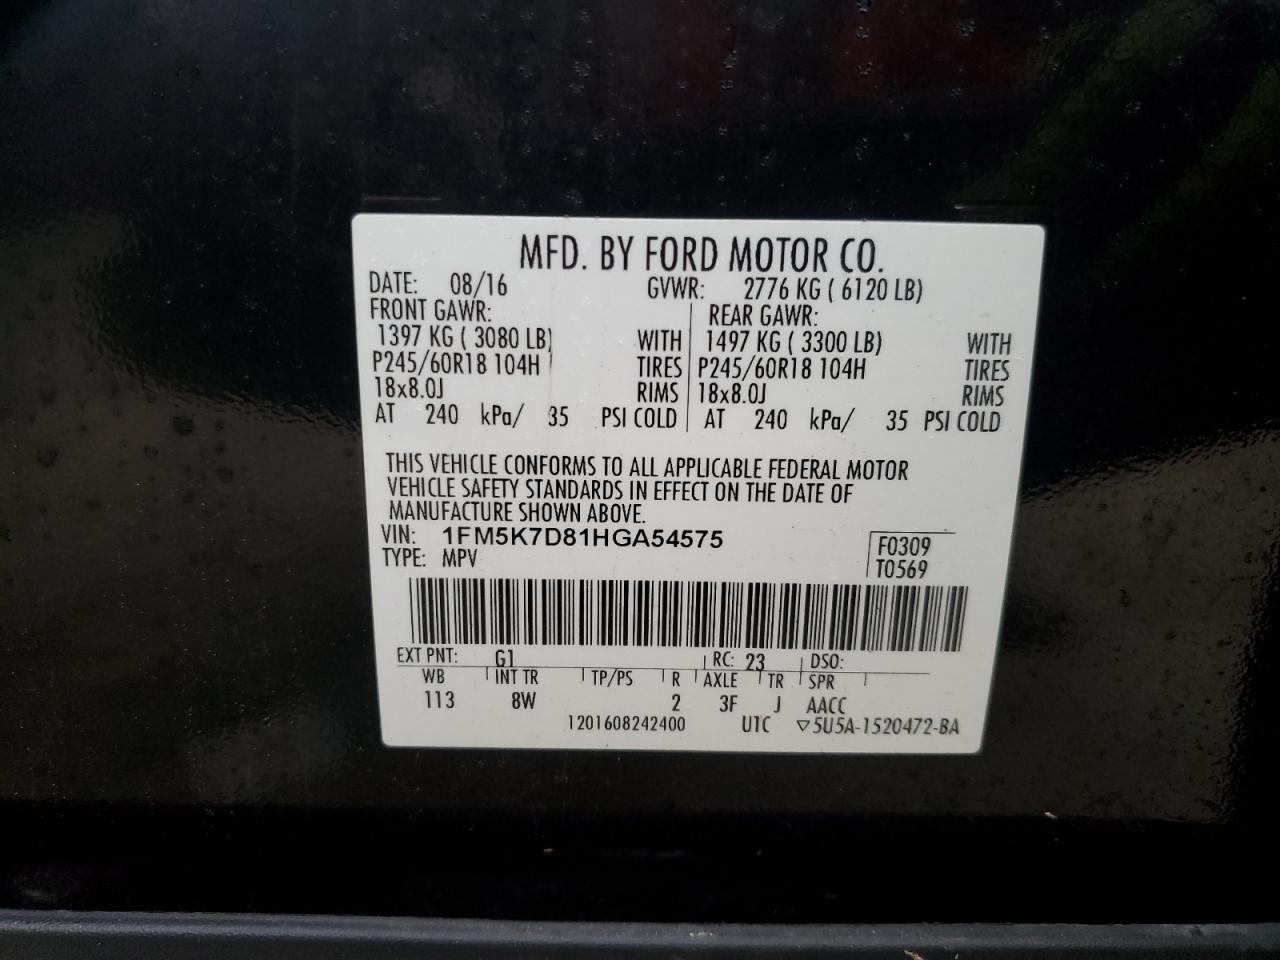 MFD. BY FORD MOTOR CO.
DATE: 08/16 GVWR: 2776 KG ( 6120 LB)
FRONT GAWR: REAR GAWR:
1397 KG ( 3080 LB) WITH 1497 KG ( 3300 LB) WITH
P245/60R18 104H TIRES P245/60R18 104H TIRES
18x8.0J RIMS 18x8.0J RIMS
AT 240 kPa/ 35 PSI COLD AT 240 kPa/ 35 PSI COLD
THIS VEHICLE CONFORMS TO ALL APPLICABLE FEDERAL MOTOR
VEHICLE SAFETY STANDARDS IN EFFECT ON THE DATE OF
MANUFACTURE SHOWN ABOVE.
VIN: 1FM5K7D81HGA54575 F0309
TYPE: MPV T0569
EXT PNT: G1 RC: 23 DSO:
WB INT TR TP/PS R AXLE TR SPR
113 8W 2 3F J AACC
1201608242400 UTC ▽5U5A-1520472-BA